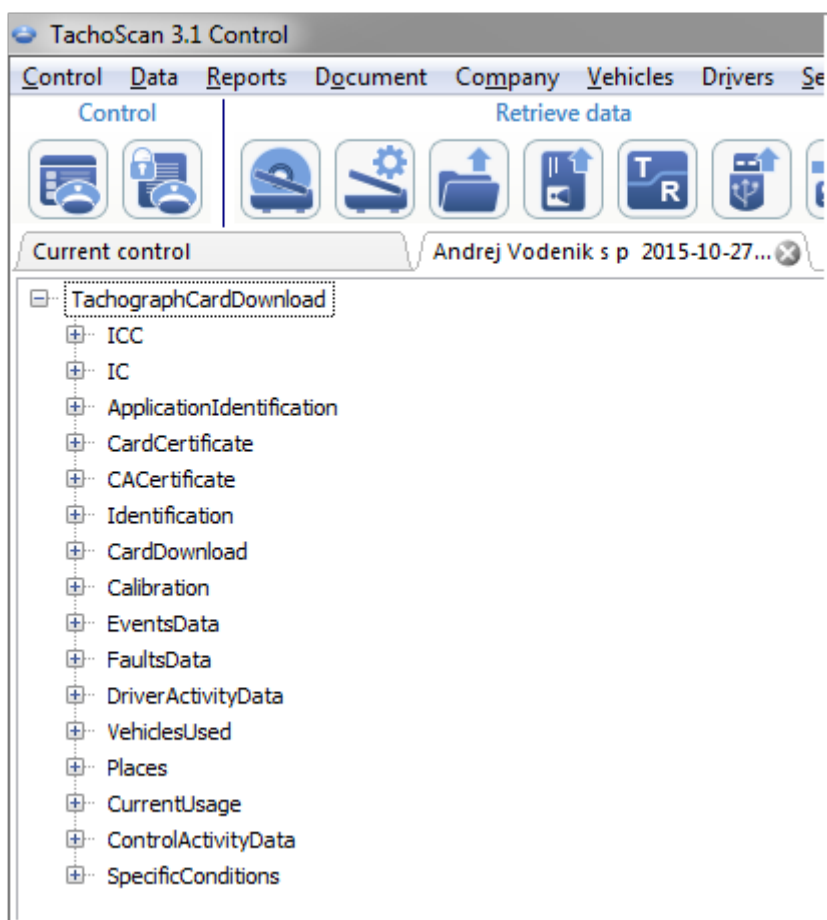 TachoScan 3.1 Control
Control Data Reports Document Company Vehicles Drivers Se
Control Retrieve data
T R
Current control Andrej Vodenik s p 2015-10-27...
TachographCardDownload
ICC
IC
ApplicationIdentification
CardCertificate
CACertificate
Identification
CardDownload
Calibration
EventsData
FaultsData
DriverActivityData
VehiclesUsed
Places
CurrentUsage
ControlActivityData
SpecificConditions